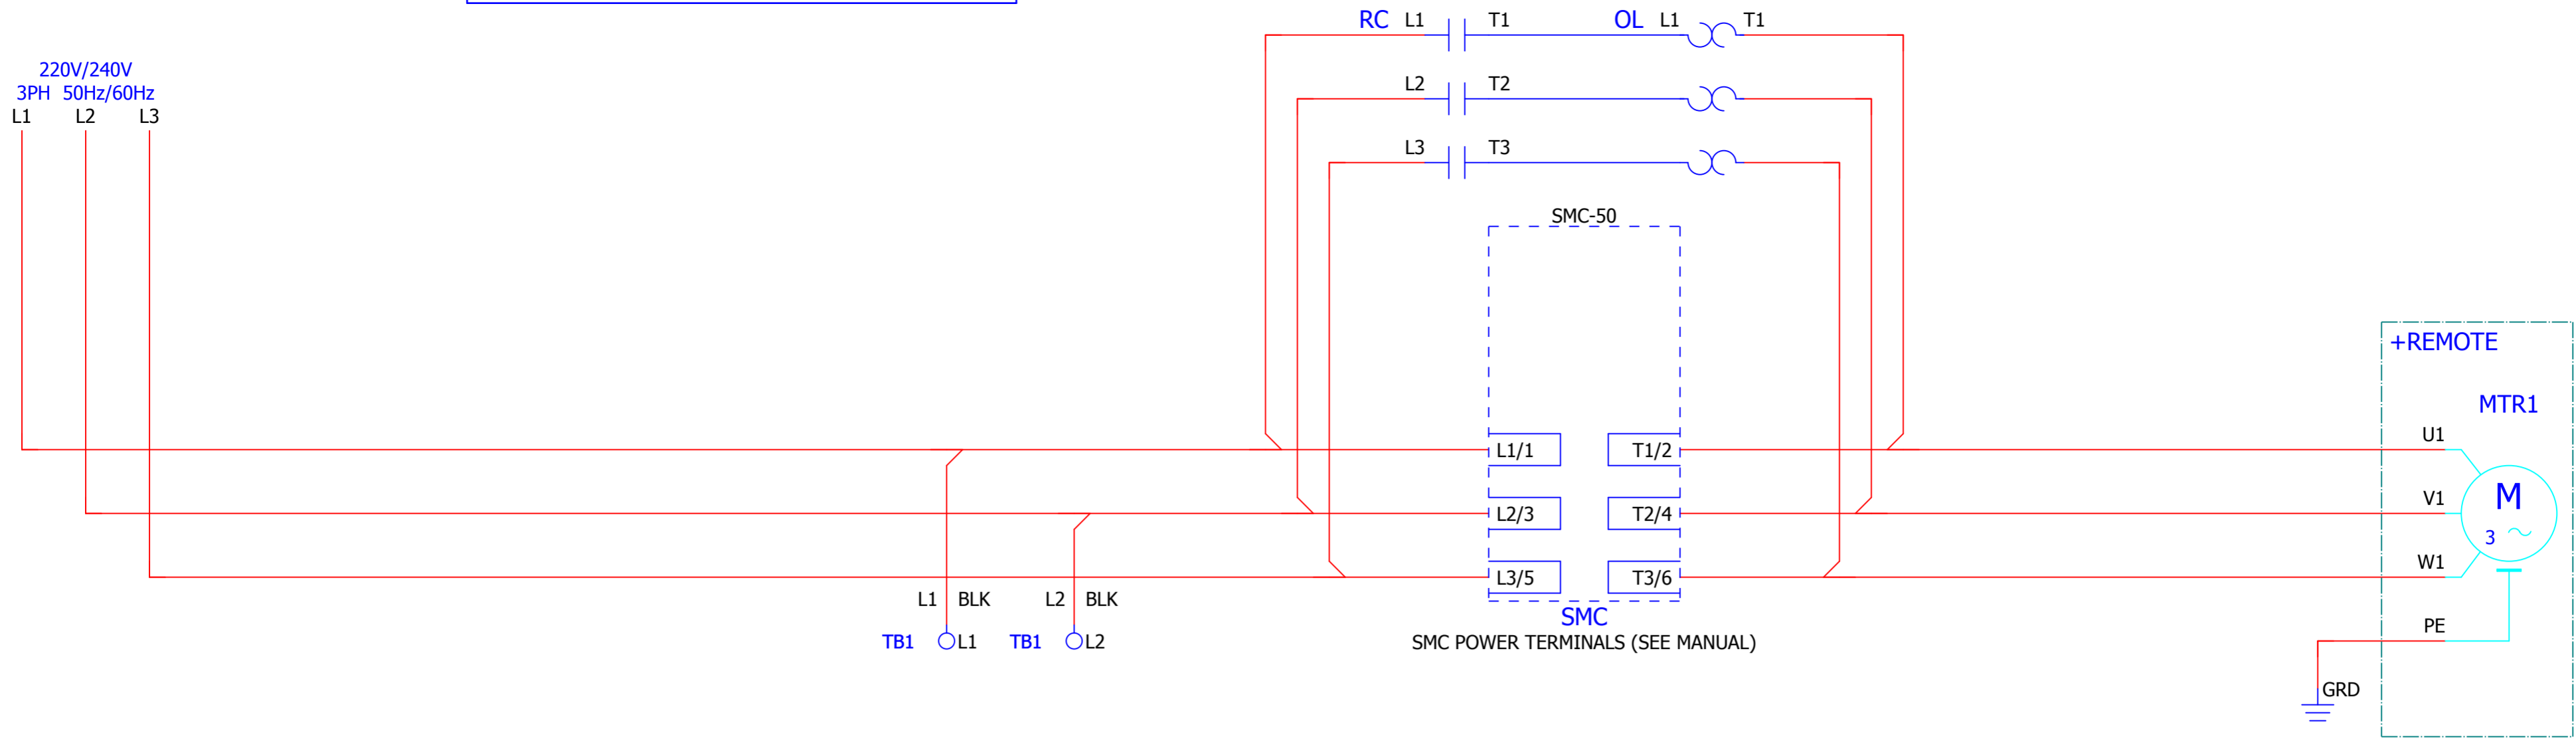 RC L1 T1 OL L1 T1
220V/240V
3PH 50Hz/60Hz
L1 L2 L3
L2 T2
L3 T3
SMC-50
+REMOTE
MTR1
L1/1 T1/2 U1
L2/3 T2/4 V1
M
3
L3/5 T3/6 W1
L1 BLK L2 BLK
SMC
TB1 L1 TB1 L2
SMC POWER TERMINALS (SEE MANUAL)
PE
GRD